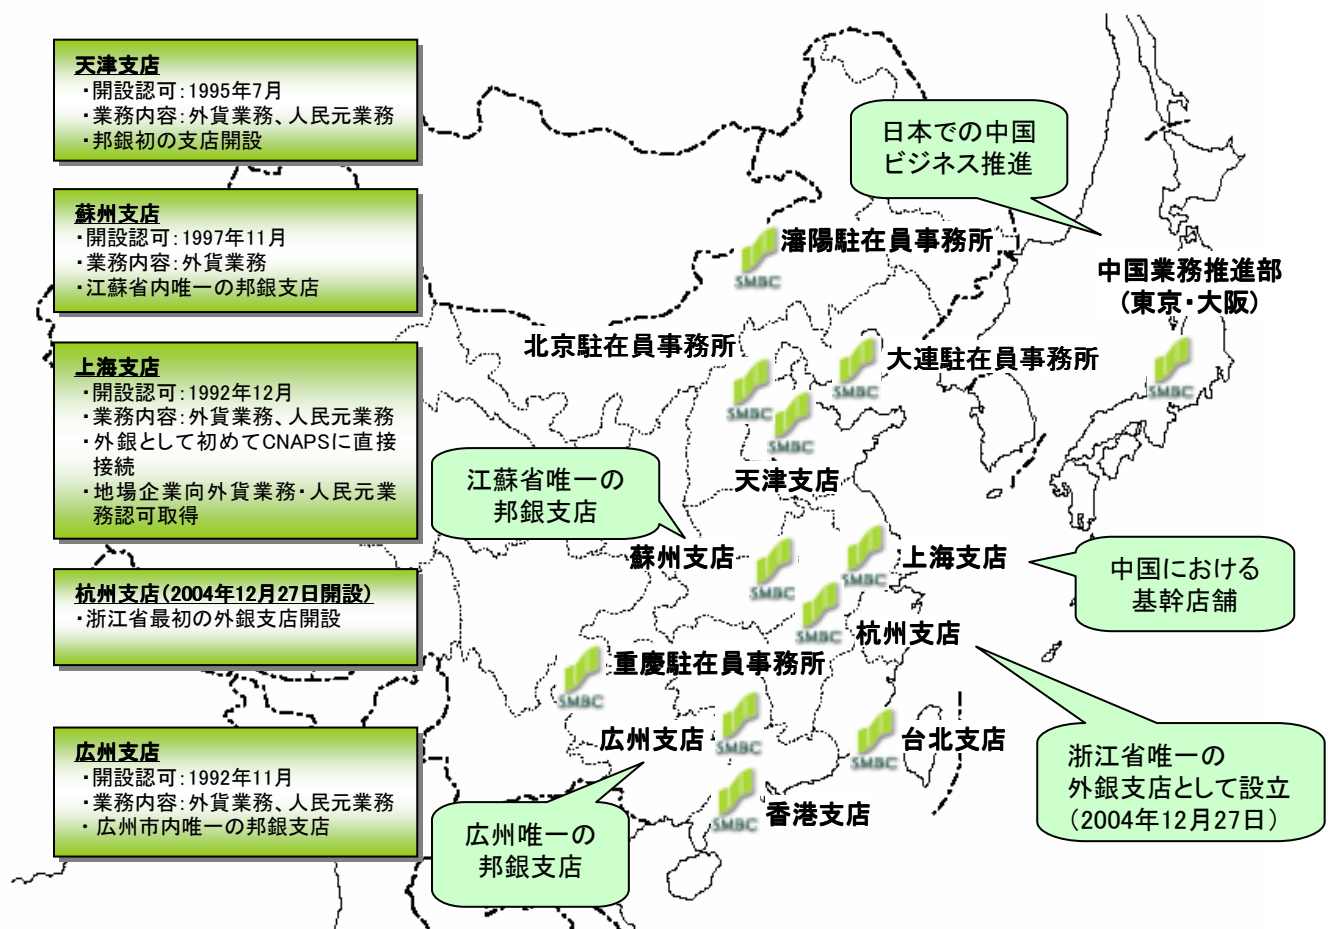 天津支店
・開設認可：1995年7月
・業務内容：外貨業務、人民元業務
・邦銀初の支店開設
蘇州支店
・開設認可：1997年11月
・業務内容：外貨業務
・江蘇省内唯一の邦銀支店
上海支店
・開設認可：1992年12月
・業務内容：外貨業務、人民元業務
・外銀として初めてCNAPSに直接
接続
・地場企業向外貨業務・人民元業
務認可取得
杭州支店（2004年12月27日開設）
・浙江省最初の外銀支店開設
広州支店
・開設認可：1992年11月
・業務内容：外貨業務、人民元業務
・広州市内唯一の邦銀支店
日本での中国
ビジネス推進
瀋陽駐在員事務所
SMBC
中国業務推進部
（東京・大阪）
SMBC
北京駐在員事務所
SMBC
大連駐在員事務所
SMBC
SMBC
天津支店
江蘇省唯一の
邦銀支店
蘇州支店
SMBC
上海支店
SMBC
中国における
基幹店舗
杭州支店
SMBC
重慶駐在員事務所
SMBC
広州支店
SMBC
台北支店
SMBC
浙江省唯一の
外銀支店として設立
（2004年12月27日）
香港支店
SMBC
広州唯一の
邦銀支店